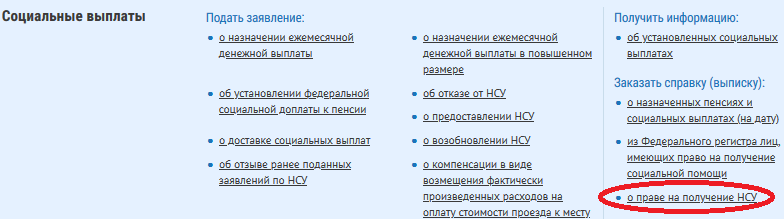 Социальные выплаты
Подать заявление:
о назначении ежемесячной
денежной выплаты
об установлении федеральной
социальной доплаты к пенсии
о доставке социальных выплат
об отзыве ранее поданных
заявлений по НСУ
о назначении ежемесячной
денежной выплаты в повышенном
размере
об отказе от НСУ
о предоставлении НСУ
о возобновлении НСУ
о компенсации в виде
возмещения фактически
произведенных расходов на
оплату стоимости проезда к месту
Получить информацию:
об установленных социальных
выплатах
Заказать справку (выписку):
о назначенных пенсиях и
социальных выплатах (на дату)
из Федерального регистра лиц,
имеющих право на получение
социальной помощи
о праве на получение НСУ